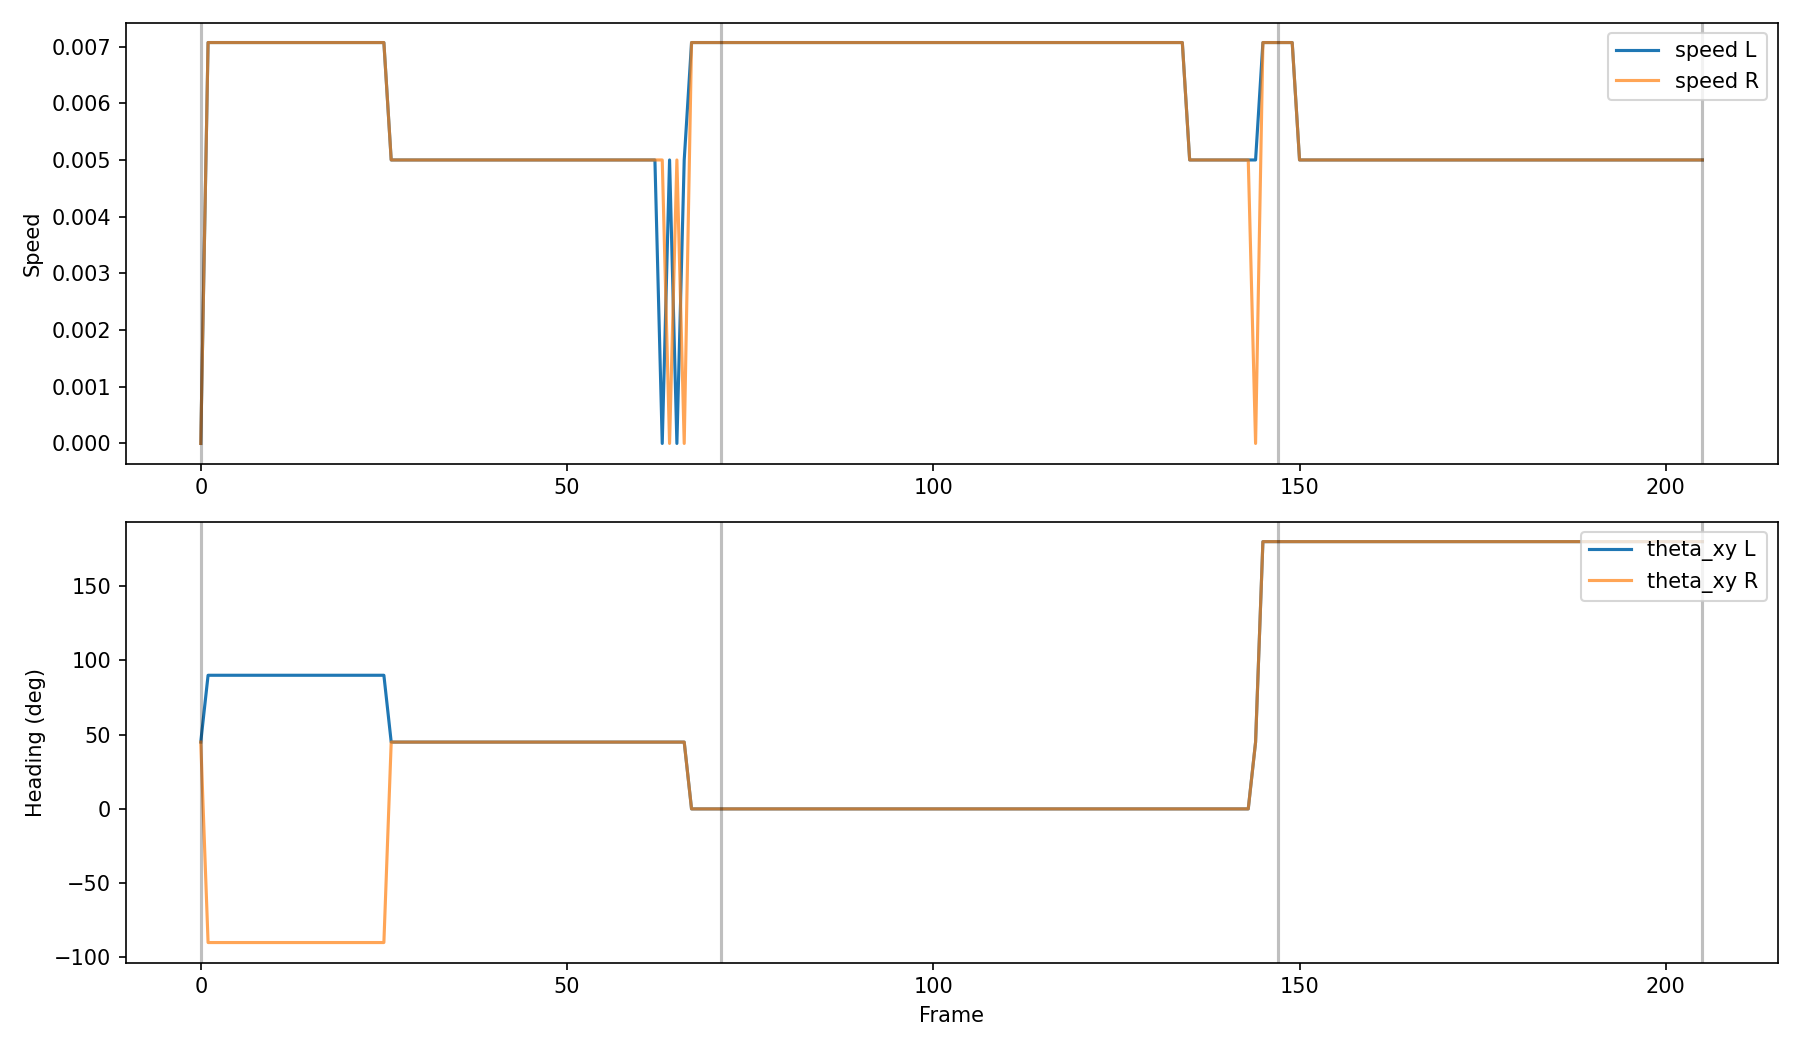 0.007
0.006
0.005
0.004
0.003
0.002
0.001
0.000
Speed
speed L
speed R
0 50 100 150 200
150
100
50
0
−50
−100
Heading (deg)
theta_xy L
theta_xy R
0 50 100 150 200
Frame